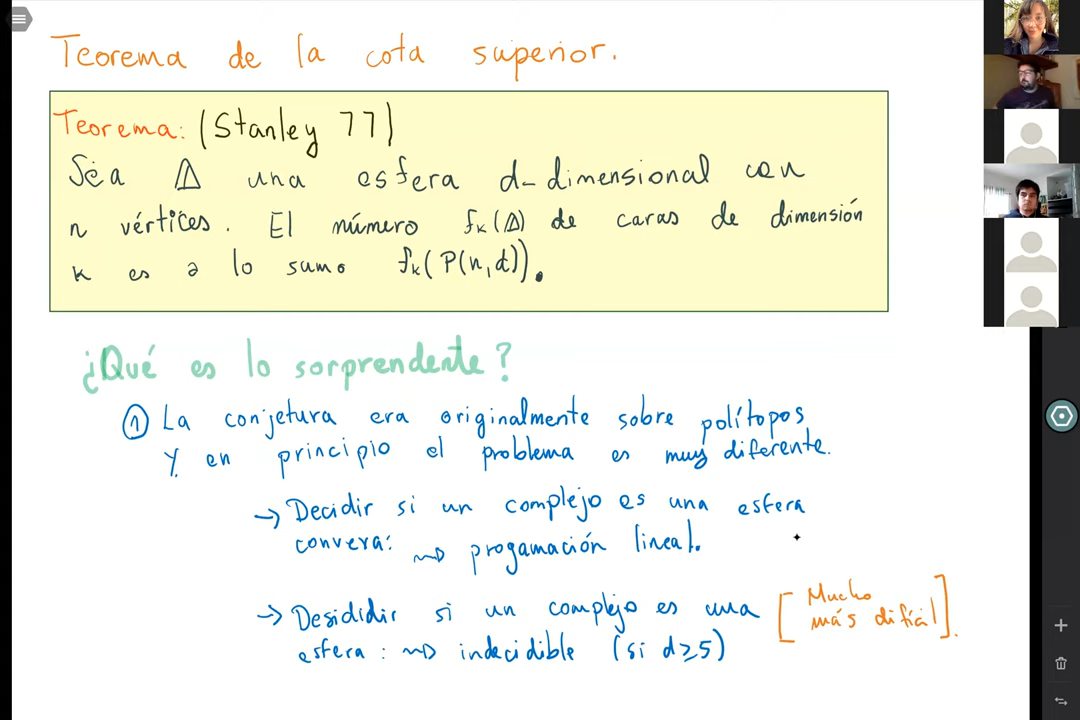 Teorema de la cota superior.
Teorema: (Stanley 77)
Sea Δ una esfera d-dimensional con
n vértices. El número fₖ(Δ) de caras de dimensión
k es a lo sumo fₖ(P(n,d)).
¿Qué es lo sorprendente?
① La conjetura era originalmente sobre polítopos
y en principio el problema es muy diferente.
→ Decidir si un complejo es una esfera
convexa: ⇝ progamación lineal.
→ Desididir si un complejo es una
esfera: ⇝ indecidible (si d≥5)
[Mucho
más difícil].